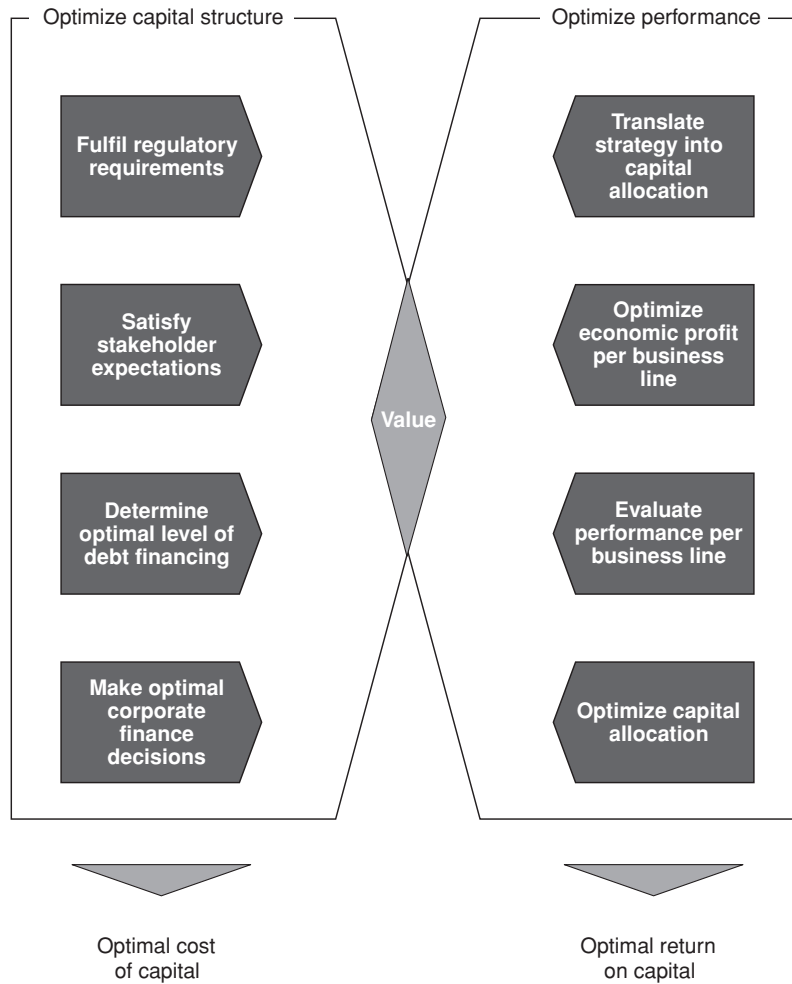 Optimize capital structure
Fulfil regulatory
requirements
Satisfy
stakeholder
expectations
Determine
optimal level of
debt financing
Make optimal
corporate
finance
decisions
Optimal cost
of capital
Value
Optimize performance
Translate
strategy into
capital
allocation
Optimize
economic profit
per business
line
Evaluate
performance per
business line
Optimize capital
allocation
Optimal return
on capital